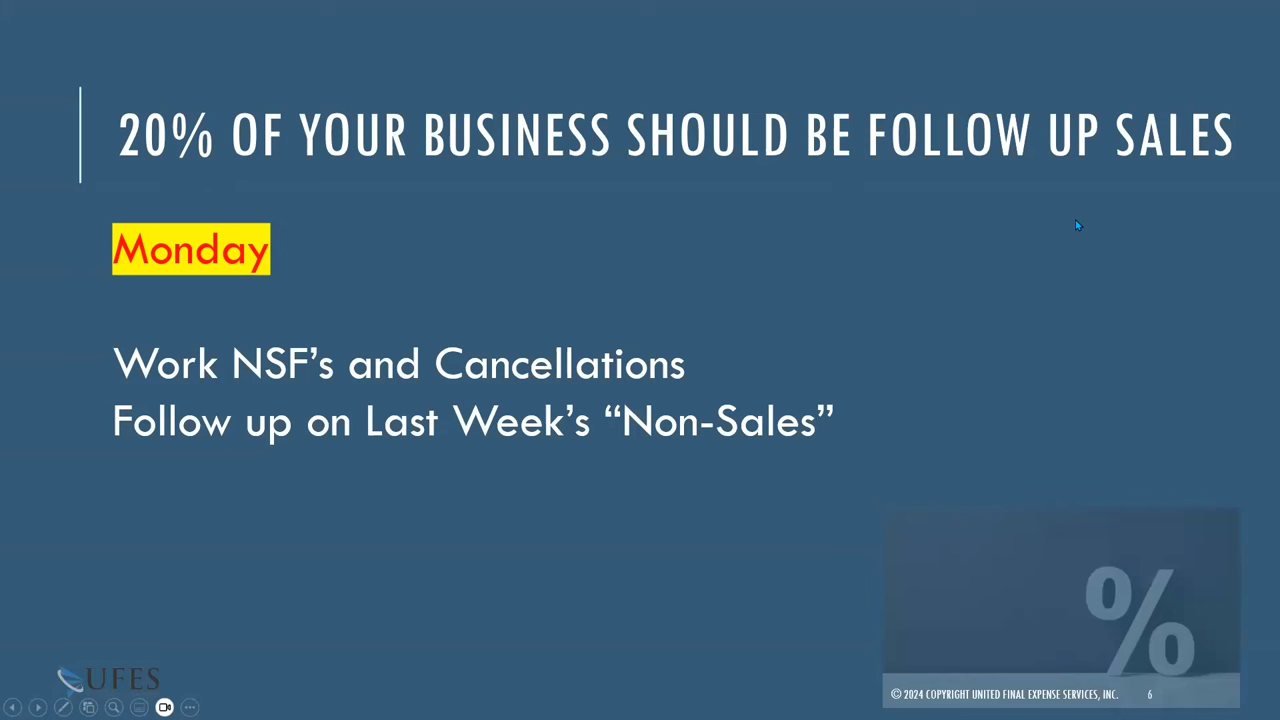 20% OF YOUR BUSINESS SHOULD BE FOLLOW UP SALES
Monday
Work NSF’s and Cancellations
Follow up on Last Week’s “Non-Sales”
%
UFES
© 2024 COPYRIGHT UNITED FINAL EXPENSE SERVICES, INC. 6